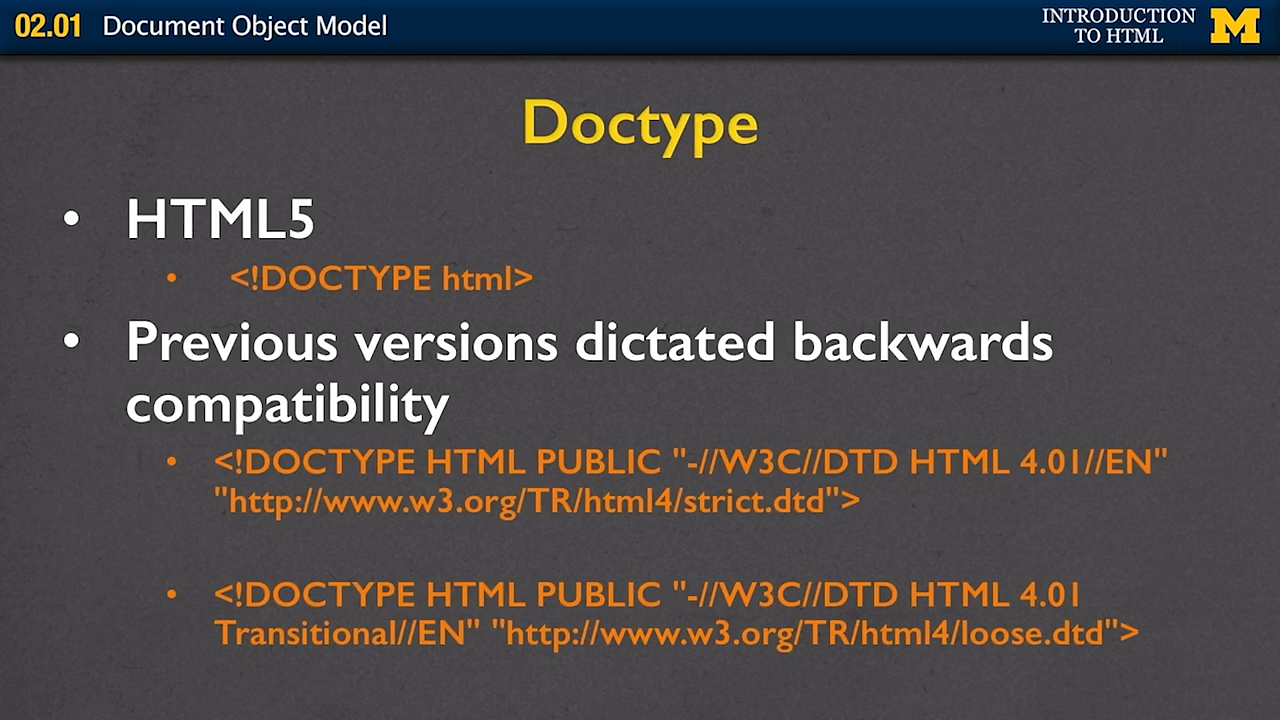 02.01 Document Object Model
INTRODUCTION
TO HTML
M
Doctype
• HTML5
• <!DOCTYPE html>
• Previous versions dictated backwards
compatibility
• <!DOCTYPE HTML PUBLIC "-//W3C//DTD HTML 4.01//EN"
"http://www.w3.org/TR/html4/strict.dtd">
• <!DOCTYPE HTML PUBLIC "-//W3C//DTD HTML 4.01
Transitional//EN" "http://www.w3.org/TR/html4/loose.dtd">